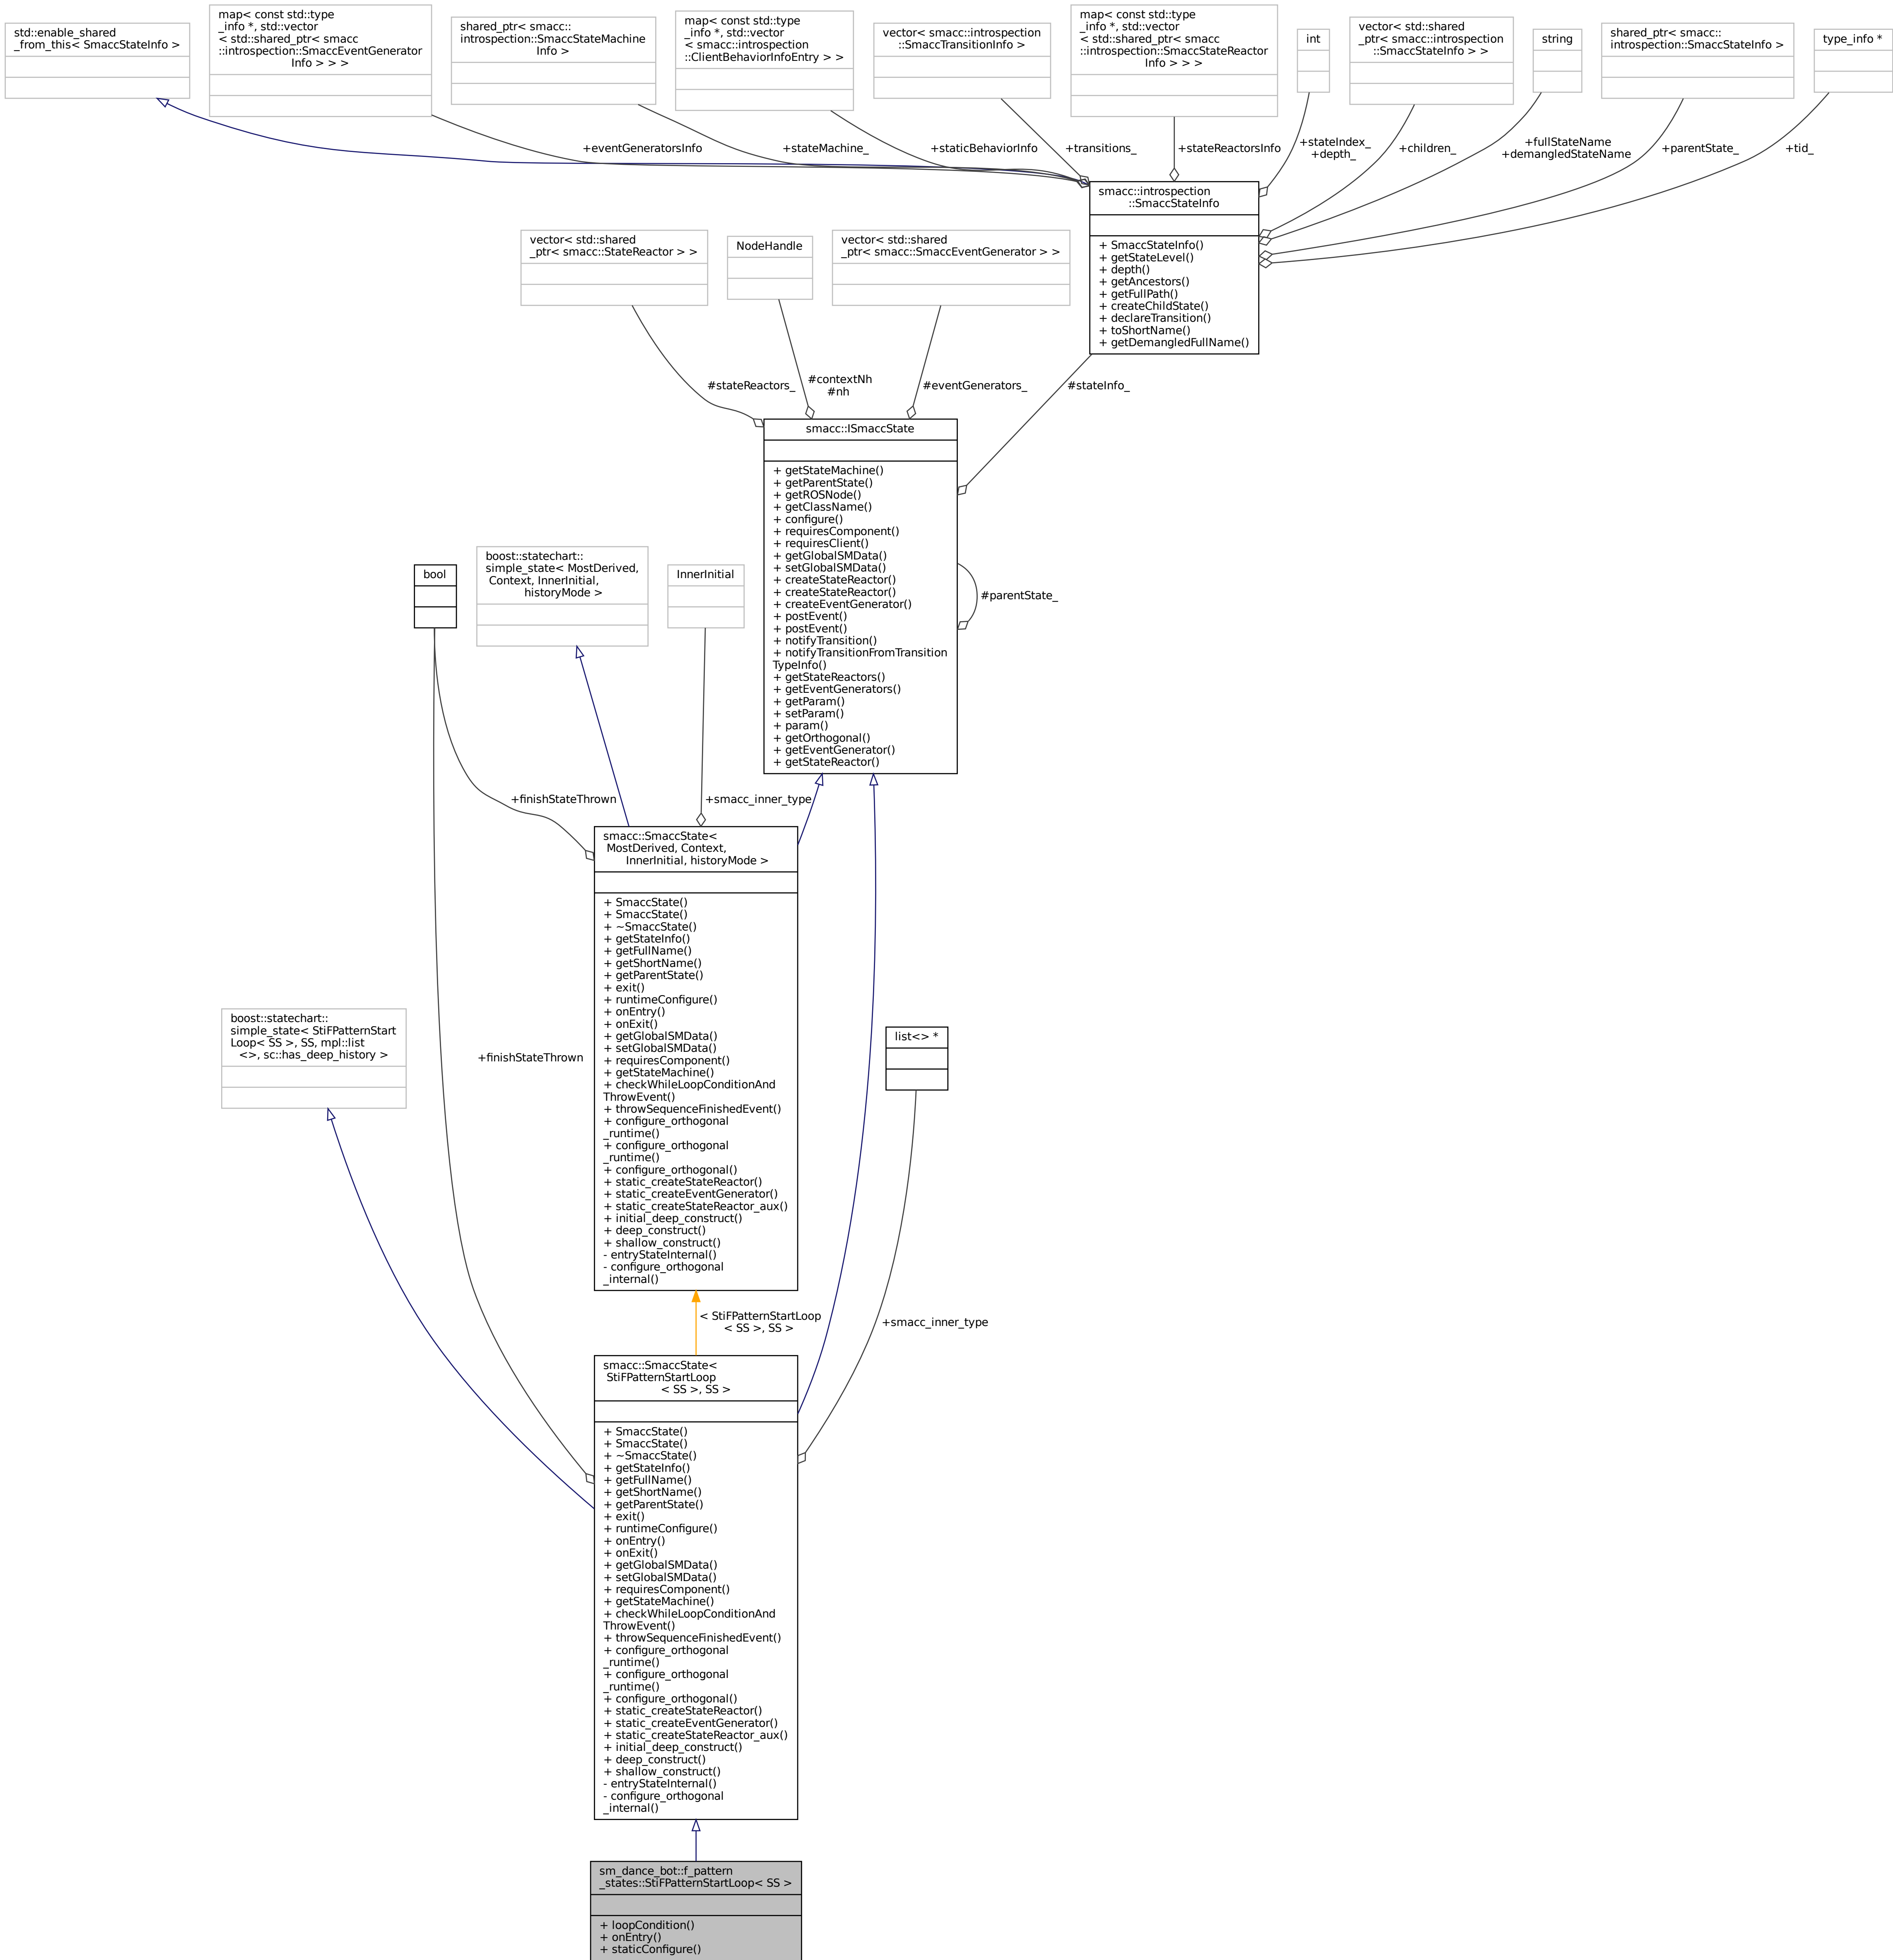 std::enable_shared
_from_this< SmaccStateInfo >
map< const std::type
_info *, std::vector
< std::shared_ptr< smacc
::introspection::SmaccEventGenerator
Info > > >
shared_ptr< smacc::
introspection::SmaccStateMachine
Info >
map< const std::type
_info *, std::vector
< smacc::introspection
::ClientBehaviorInfoEntry > >
vector< smacc::introspection
::SmaccTransitionInfo >
map< const std::type
_info *, std::vector
< std::shared_ptr< smacc
::introspection::SmaccStateReactor
Info > > >
int
vector< std::shared
_ptr< smacc::introspection
::SmaccStateInfo > >
string
shared_ptr< smacc::
introspection::SmaccStateInfo >
type_info *
+eventGeneratorsInfo
+stateMachine_
+staticBehaviorInfo
+transitions_
+stateReactorsInfo
+stateIndex_
+depth_
+children_
+fullStateName
+demangledStateName
+parentState_
+tid_
smacc::introspection
::SmaccStateInfo
+ SmaccStateInfo()
+ getStateLevel()
+ depth()
+ getAncestors()
+ getFullPath()
+ createChildState()
+ declareTransition()
+ toShortName()
+ getDemangledFullName()
vector< std::shared
_ptr< smacc::StateReactor > >
NodeHandle
vector< std::shared
_ptr< smacc::SmaccEventGenerator > >
#stateReactors_
#contextNh
#nh
#eventGenerators_
#stateInfo_
smacc::ISmaccState
+ getStateMachine()
+ getParentState()
+ getROSNode()
+ getClassName()
+ configure()
+ requiresComponent()
+ requiresClient()
+ getGlobalSMData()
+ setGlobalSMData()
+ createStateReactor()
+ createStateReactor()
+ createEventGenerator()
+ postEvent()
+ postEvent()
+ notifyTransition()
+ notifyTransitionFromTransition
TypeInfo()
+ getStateReactors()
+ getEventGenerators()
+ getParam()
+ setParam()
+ param()
+ getOrthogonal()
+ getEventGenerator()
+ getStateReactor()
#parentState_
bool
boost::statechart::
simple_state< MostDerived,
Context, InnerInitial,
historyMode >
InnerInitial
+finishStateThrown
+smacc_inner_type
smacc::SmaccState<
MostDerived, Context,
InnerInitial, historyMode >
+ SmaccState()
+ SmaccState()
+ ~SmaccState()
+ getStateInfo()
+ getFullName()
+ getShortName()
+ getParentState()
+ exit()
+ runtimeConfigure()
+ onEntry()
+ onExit()
+ getGlobalSMData()
+ setGlobalSMData()
+ requiresComponent()
+ getStateMachine()
+ checkWhileLoopConditionAnd
ThrowEvent()
+ throwSequenceFinishedEvent()
+ configure_orthogonal
_runtime()
+ configure_orthogonal
_runtime()
+ configure_orthogonal()
+ static_createStateReactor()
+ static_createEventGenerator()
+ static_createStateReactor_aux()
+ initial_deep_construct()
+ deep_construct()
+ shallow_construct()
- entryStateInternal()
- configure_orthogonal
_internal()
boost::statechart::
simple_state< StiFPatternStart
Loop< SS >, SS, mpl::list
<>, sc::has_deep_history >
+finishStateThrown
list<> *
< StiFPatternStartLoop
< SS >, SS >
+smacc_inner_type
smacc::SmaccState<
StiFPatternStartLoop
< SS >, SS >
+ SmaccState()
+ SmaccState()
+ ~SmaccState()
+ getStateInfo()
+ getFullName()
+ getShortName()
+ getParentState()
+ exit()
+ runtimeConfigure()
+ onEntry()
+ onExit()
+ getGlobalSMData()
+ setGlobalSMData()
+ requiresComponent()
+ getStateMachine()
+ checkWhileLoopConditionAnd
ThrowEvent()
+ throwSequenceFinishedEvent()
+ configure_orthogonal
_runtime()
+ configure_orthogonal
_runtime()
+ configure_orthogonal()
+ static_createStateReactor()
+ static_createEventGenerator()
+ static_createStateReactor_aux()
+ initial_deep_construct()
+ deep_construct()
+ shallow_construct()
- entryStateInternal()
- configure_orthogonal
_internal()
sm_dance_bot::f_pattern
_states::StiFPatternStartLoop< SS >
+ loopCondition()
+ onEntry()
+ staticConfigure()